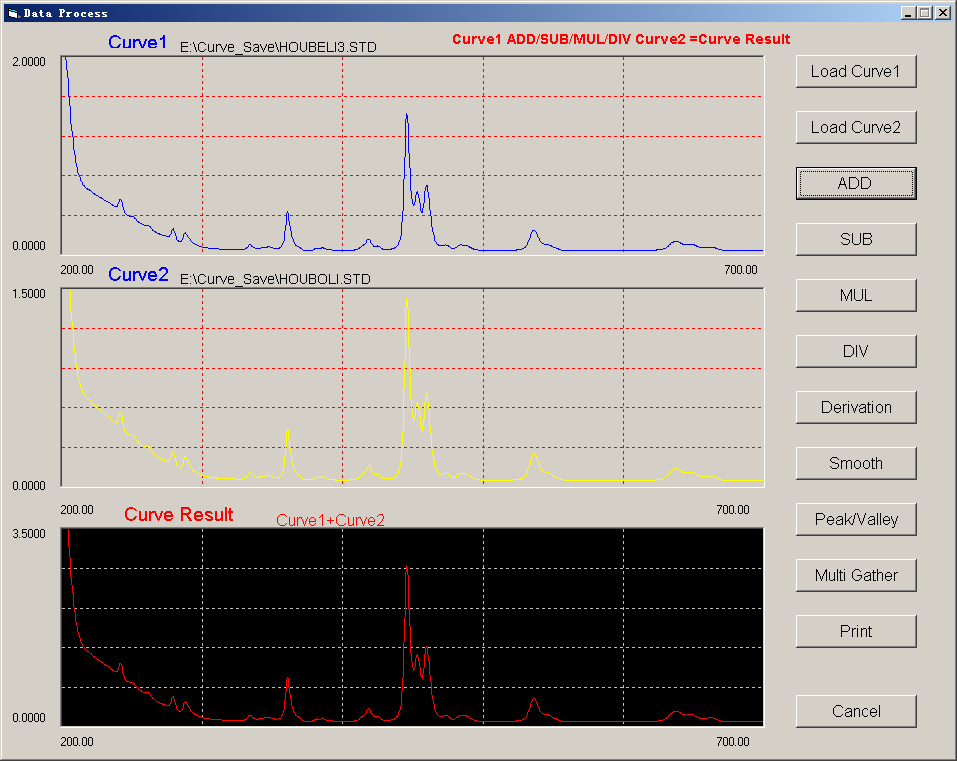 Data Process
Curve1 E:\Curve_Save\HOUBELI3.STD
Curve1 ADD/SUB/MUL/DIV Curve2 =Curve Result
2.0000
0.0000
200.00
700.00
Curve2 E:\Curve_Save\HOUBOLI.STD
1.5000
0.0000
200.00
700.00
Curve Result Curve1+Curve2
3.5000
0.0000
200.00
700.00
Load Curve1
Load Curve2
ADD
SUB
MUL
DIV
Derivation
Smooth
Peak/Valley
Multi Gather
Print
Cancel